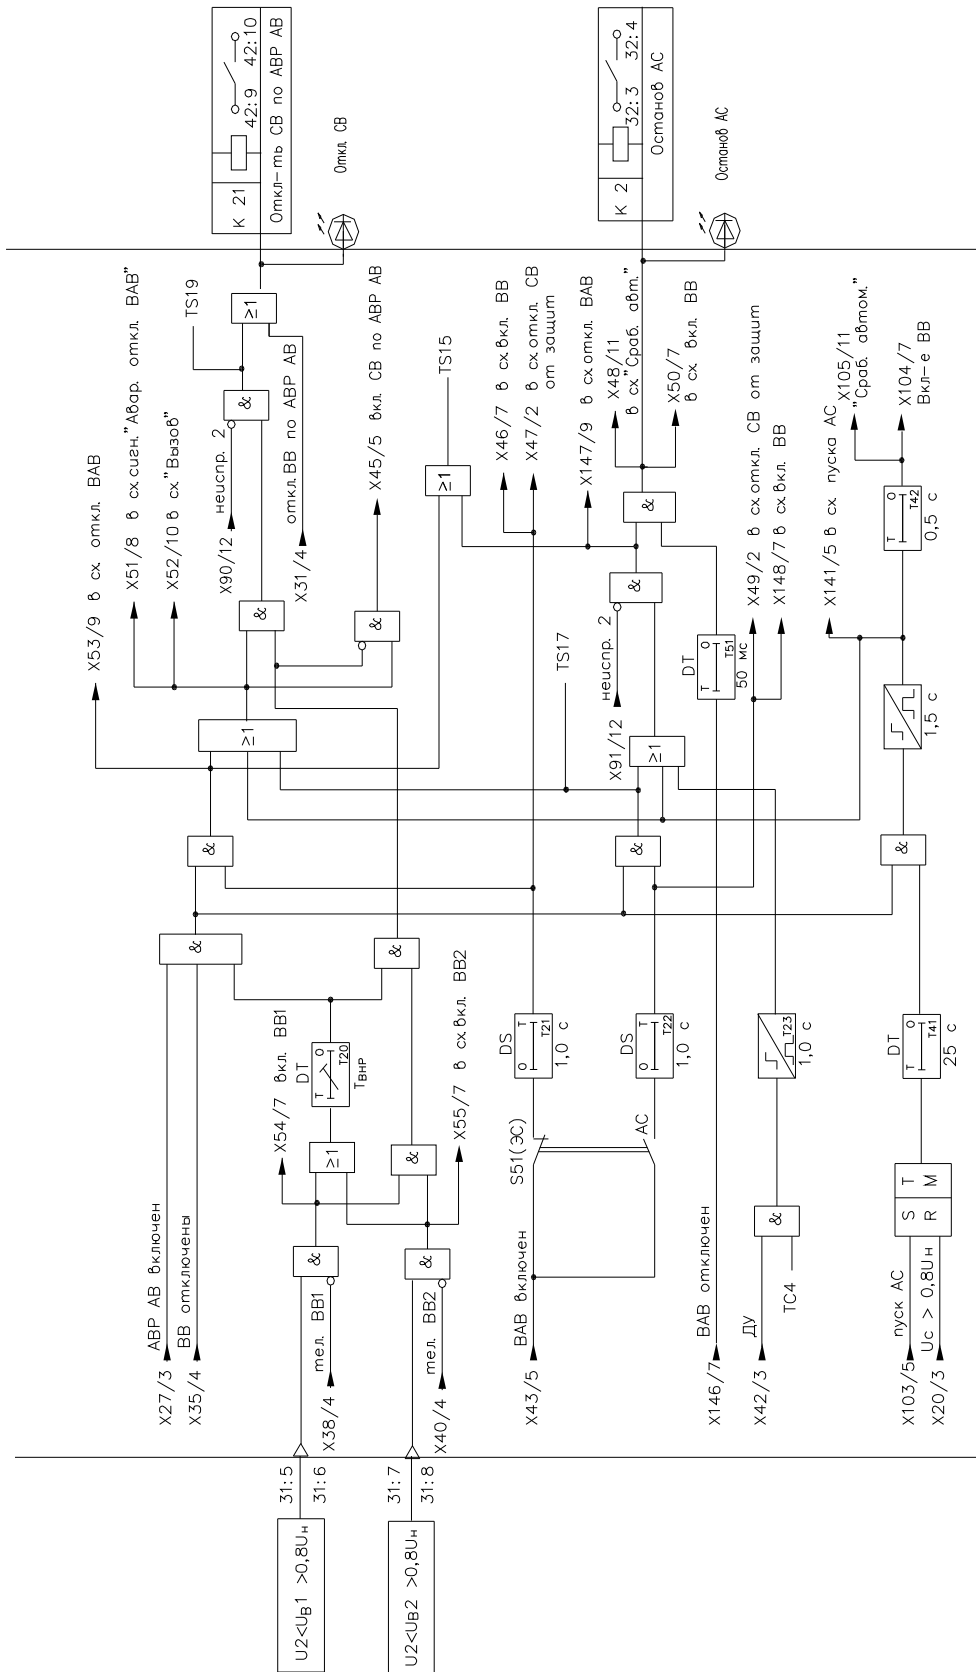 U2<UВ1 >0,8Uн
31:5
31:6
U2<UВ2 >0,8Uн
31:7
31:8
X27/3
АВР АВ включен
X35/4
ВВ отключены
X38/4
тел. ВВ1
X40/4
тел. ВВ2
X43/5
ВАВ включен
X146/7
ВАВ отключен
X42/3
ДУ
ТС4
X103/5
пуск АС
X20/3
Uс > 0,8Uн
&
&
&
≥1
&
X54/7 вкл. ВВ1
X55/7 в сх.вкл. ВВ2
DT
T O
T20
Твнр
S51(ЭС)
АС
DS
O T
T21
1,0 с
DS
O T
T22
1,0 с
T23
1,0 с
S T
R M
DT
T O
T41
25 с
&
&
&
&
&
≥1
≥1
1,5 с
X53/9 в сх. откл. ВАВ
X51/8 в сх.сигн."Авар. откл. ВАВ"
X52/10 в сх."Вызов"
X90/12
неиспр. 2
X31/4
откл.ВВ по АВР АВ
&
&
X45/5 вкл. СВ по АВР АВ
&
≥1
TS19
≥1
TS15
TS17
X46/7 в сх. вкл. ВВ
X47/2 в сх.откл. СВ
от защит
X147/9 в сх.откл. ВАВ
X91/12
неиспр. 2
&
&
DT
T O
T51
50 мс
X48/11
в сх."Сраб. авт."
X50/7
в сх. вкл. ВВ
X49/2 в сх.откл. СВ от защит
X148/7 в сх.вкл. ВВ
X141/5 в сх. пуска АС
T O
T42
0,5 с
X105/11
"Сраб. автом."
X104/7
Вкл-е ВВ
К 21
42:9 42:10
Откл-ть СВ по АВР АВ
Откл. СВ
К 2
32:3 32:4
Останов АС
Останов АС